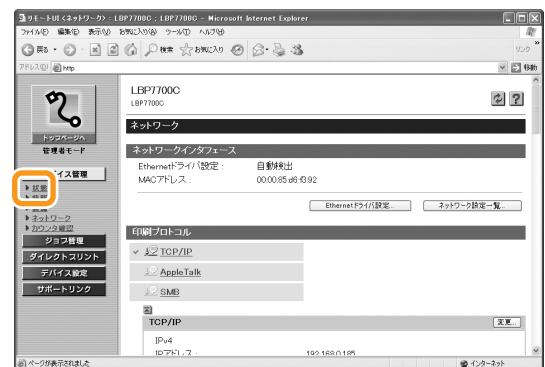 リモートUI <ネットワーク> : LBP7700C ; LBP7700C - Microsoft Internet Explorer
ファイル(F) 編集(E) 表示(V) お気に入り(A) ツール(T) ヘルプ(H)
戻る 検索 お気に入り リンク
アドレス(D) http 移動
LBP7700C
LBP7700C
トップページへ
管理者モード
イス管理
状態
ネットワーク
カウンタ確認
ジョブ管理
ダイレクトプリント
デバイス設定
サポートリンク
ネットワーク
ネットワークインタフェース
Ethernetドライバ設定 : 自動検出
MACアドレス : 00:00:85:d6:f3:92
Ethernetドライバ設定... ネットワーク設定一覧...
印刷プロトコル
TCP/IP
AppleTalk
SMB
TCP/IP 変更...
IPv4
IPアドレス : 192.168.0.185
ページが表示されました インターネット